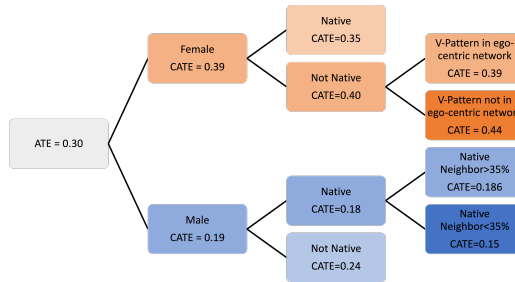 ATE = 0.30
Female
CATE = 0.39
Native
CATE=0.35
Not Native
CATE=0.40
V-Pattern in ego-
centric network
CATE = 0.39
V-Pattern not in
ego-centric networ
CATE = 0.44
Male
CATE = 0.19
Native
CATE=0.18
Not Native
CATE=0.24
Native
Neighbor>35%
CATE=0.186
Native
Neighbor<35%
CATE=0.15